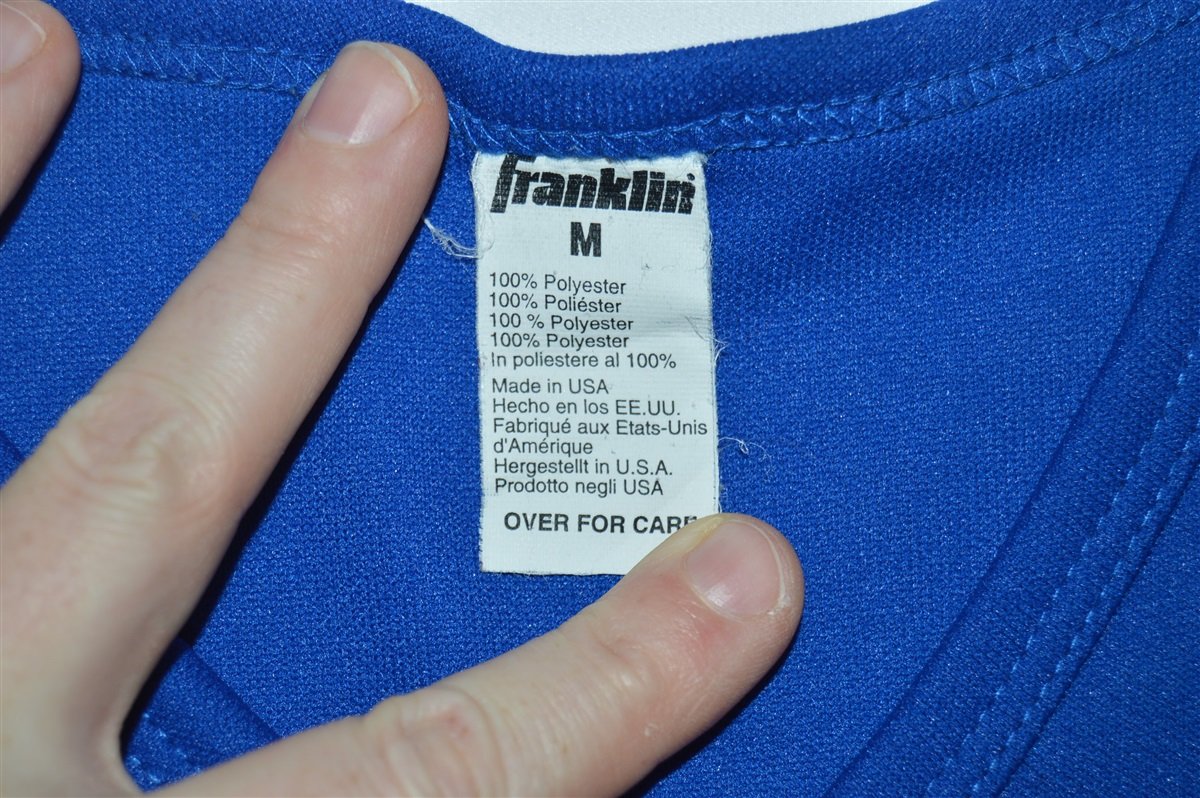 Franklin®
M
100% Polyester
100% Poliéster
100 % Polyester
100% Polyester
In poliestere al 100%
Made in USA
Hecho en los EE.UU.
Fabriqué aux Etats-Unis
d'Amérique
Hergestellt in U.S.A.
Prodotto negli USA
OVER FOR CARE